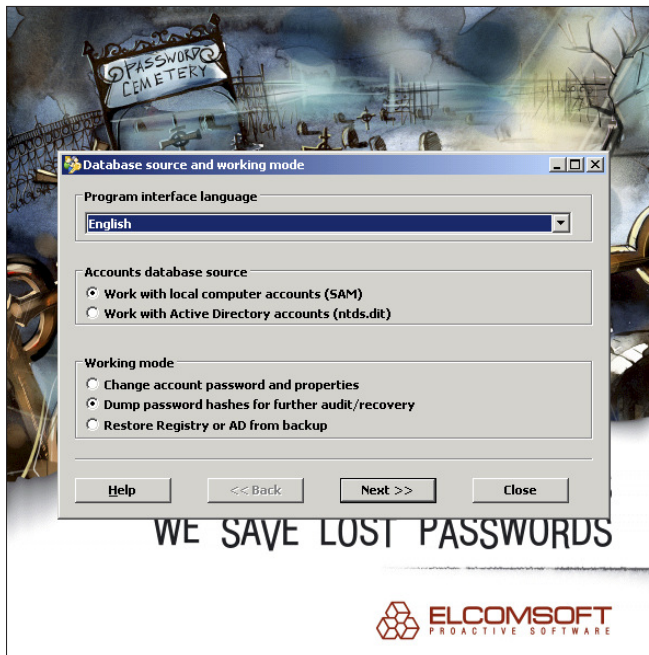 PASSWORD
CEMETERY
Database source and working mode
Program interface language
English
Accounts database source
Work with local computer accounts (SAM)
Work with Active Directory accounts (ntds.dit)
Working mode
Change account password and properties
Dump password hashes for further audit/recovery
Restore Registry or AD from backup
Help
<< Back
Next >>
Close
WE SAVE LOST PASSWORDS
ELCOMSOFT
PROACTIVE SOFTWARE